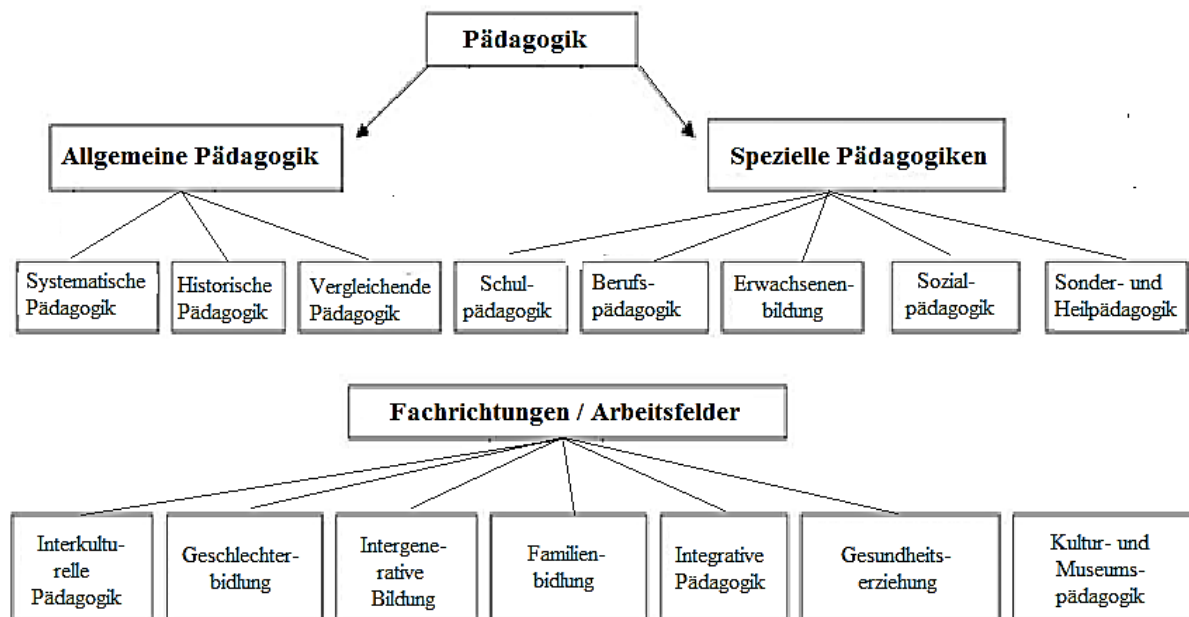 Pädagogik
Allgemeine Pädagogik
Spezielle Pädagogiken
Systematische
Pädagogik
Historische
Pädagogik
Vergleichende
Pädagogik
Schul-
pädagogik
Berufs-
pädagogik
Erwachsenen-
bildung
Sozial-
pädagogik
Sonder- und
Heilpädagogik
Fachrichtungen / Arbeitsfelder
Interkultu-
relle
Pädagogik
Geschlechter-
bidlung
Intergene-
rative
Bildung
Familien-
bidlung
Integrative
Pädagogik
Gesundheits-
erziehung
Kultur- und
Museums-
pädagogik